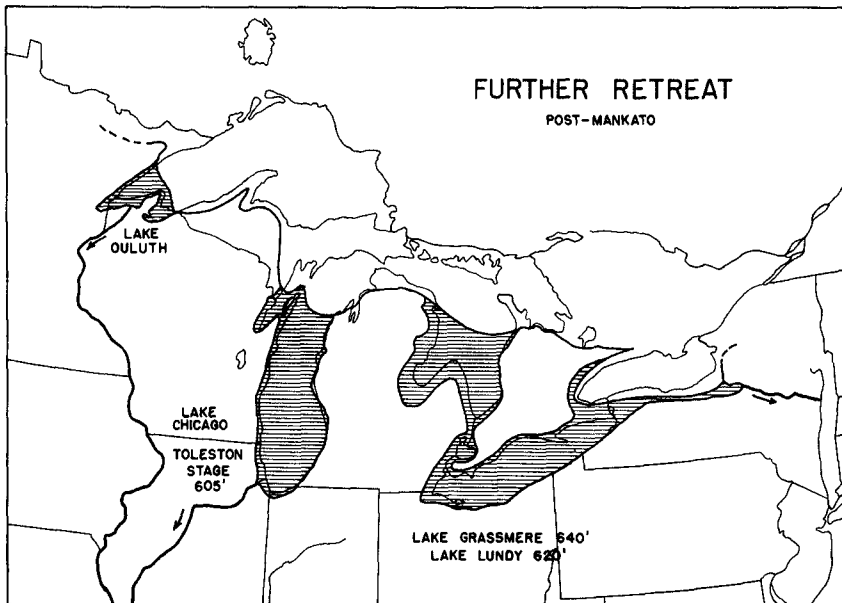 FURTHER RETREAT
POST-MANKATO
LAKE
OULUTH
LAKE
CHICAGO
TOLESTON
STAGE
605'
LAKE GRASSMERE 640'
LAKE LUNDY 620'